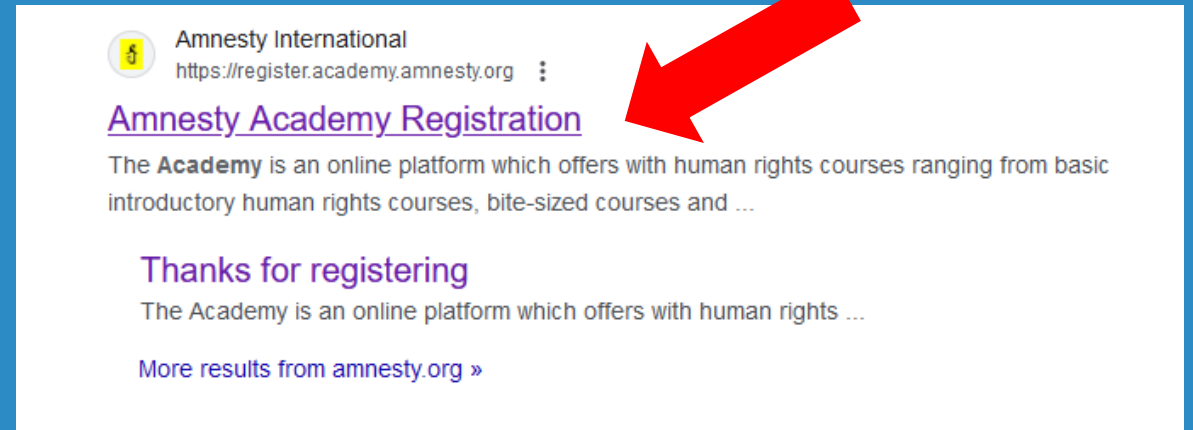 Amnesty International
https://register.academy.amnesty.org
Amnesty Academy Registration
The Academy is an online platform which offers with human rights courses ranging from basic
introductory human rights courses, bite-sized courses and ...
Thanks for registering
The Academy is an online platform which offers with human rights ...
More results from amnesty.org »